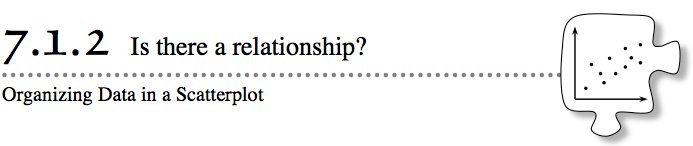 7.1.2 Is there a relationship?
Organizing Data in a Scatterplot